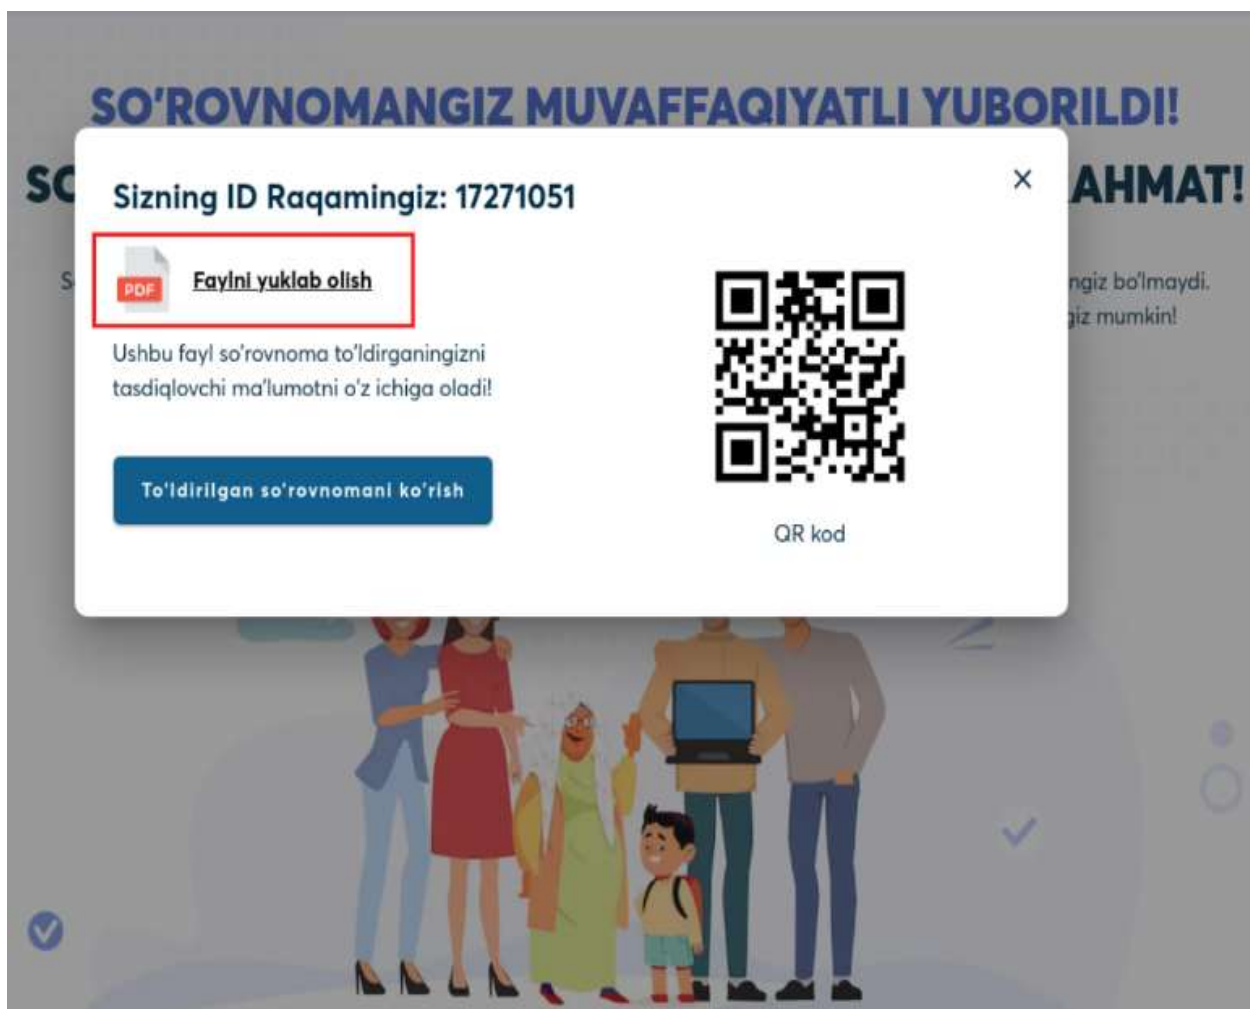 SO'ROVNOMANGIZ MUVAFFAQIYATLI YUBORILDI!
AHMAT!
Sizning ID Raqamingiz: 17271051
×
PDF
Faylni yuklab olish
ngiz bo'lmaydi.
giz mumkin!
Ushbu fayl so'rovnoma to'ldirganingizni
tasdiqlovchi ma'lumotni o'z ichiga oladi!
To'ldirilgan so'rovnomani ko'rish
QR kod